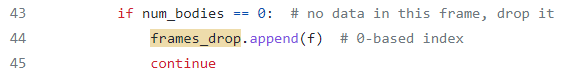 43 if num_bodies == 0:  # no data in this frame, drop it
44 frames_drop.append(f)  # 0-based index
45 continue